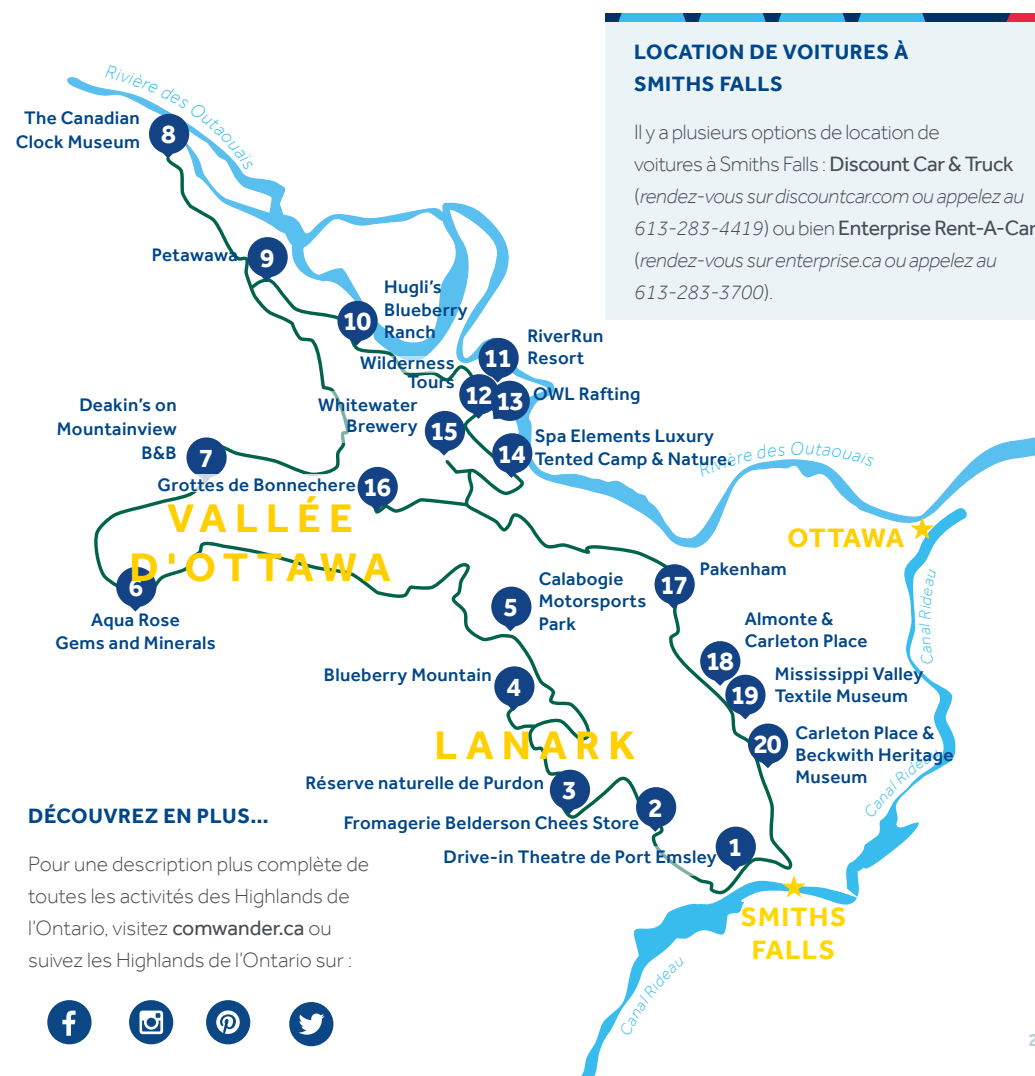 LOCATION DE VOITURES À
SMITHS FALLS
Il y a plusieurs options de location de
voitures à Smiths Falls : Discount Car & Truck
(rendez-vous sur discountcar.com ou appelez au
613-283-4419) ou bien Enterprise Rent-A-Car
(rendez-vous sur enterprise.ca ou appelez au
613-283-3700).
Rivière des Outaouais
The Canadian
Clock Museum
8
Petawawa
9
Hugli's
Blueberry
Ranch
10
RiverRun
Resort
11
Wilderness
Tours
12
13
OWL Rafting
Whitewater
Brewery
15
Deakin's on
Mountainview
B&B
7
Spa Elements Luxury
Tented Camp & Nature.
14
Rivière des Outaouais
Grottes de Bonnechere
16
VALLÉE
D'OTTAWA
OTTAWA
6
Aqua Rose
Gems and Minerals
Calabogie
Motorsports
Park
5
17
Pakenham
Canal Rideau
Almonte &
Carleton Place
18
Blueberry Mountain
4
Mississippi Valley
Textile Museum
19
LANARK
20
Carleton Place &
Beckwith Heritage
Museum
Canal Rideau
Réserve naturelle de Purdon
3
Fromagerie Belderson Chees Store
2
Drive-in Theatre de Port Emsley
1
SMITHS
FALLS
Canal Rideau
DÉCOUVREZ EN PLUS...
Pour une description plus complète de
toutes les activités des Highlands de
l'Ontario, visitez comwander.ca ou
suivez les Highlands de l'Ontario sur :
2